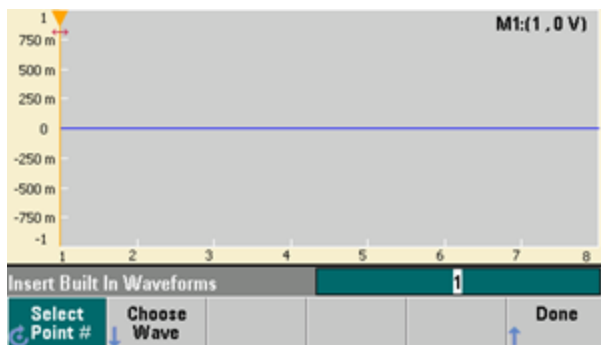 1
M1:(1 , 0 V)
750 m
500 m
250 m
0
-250 m
-500 m
-750 m
-1
1 2 3 4 5 6 7 8
Insert Built In Waveforms 1
Select Point # Choose Wave Done